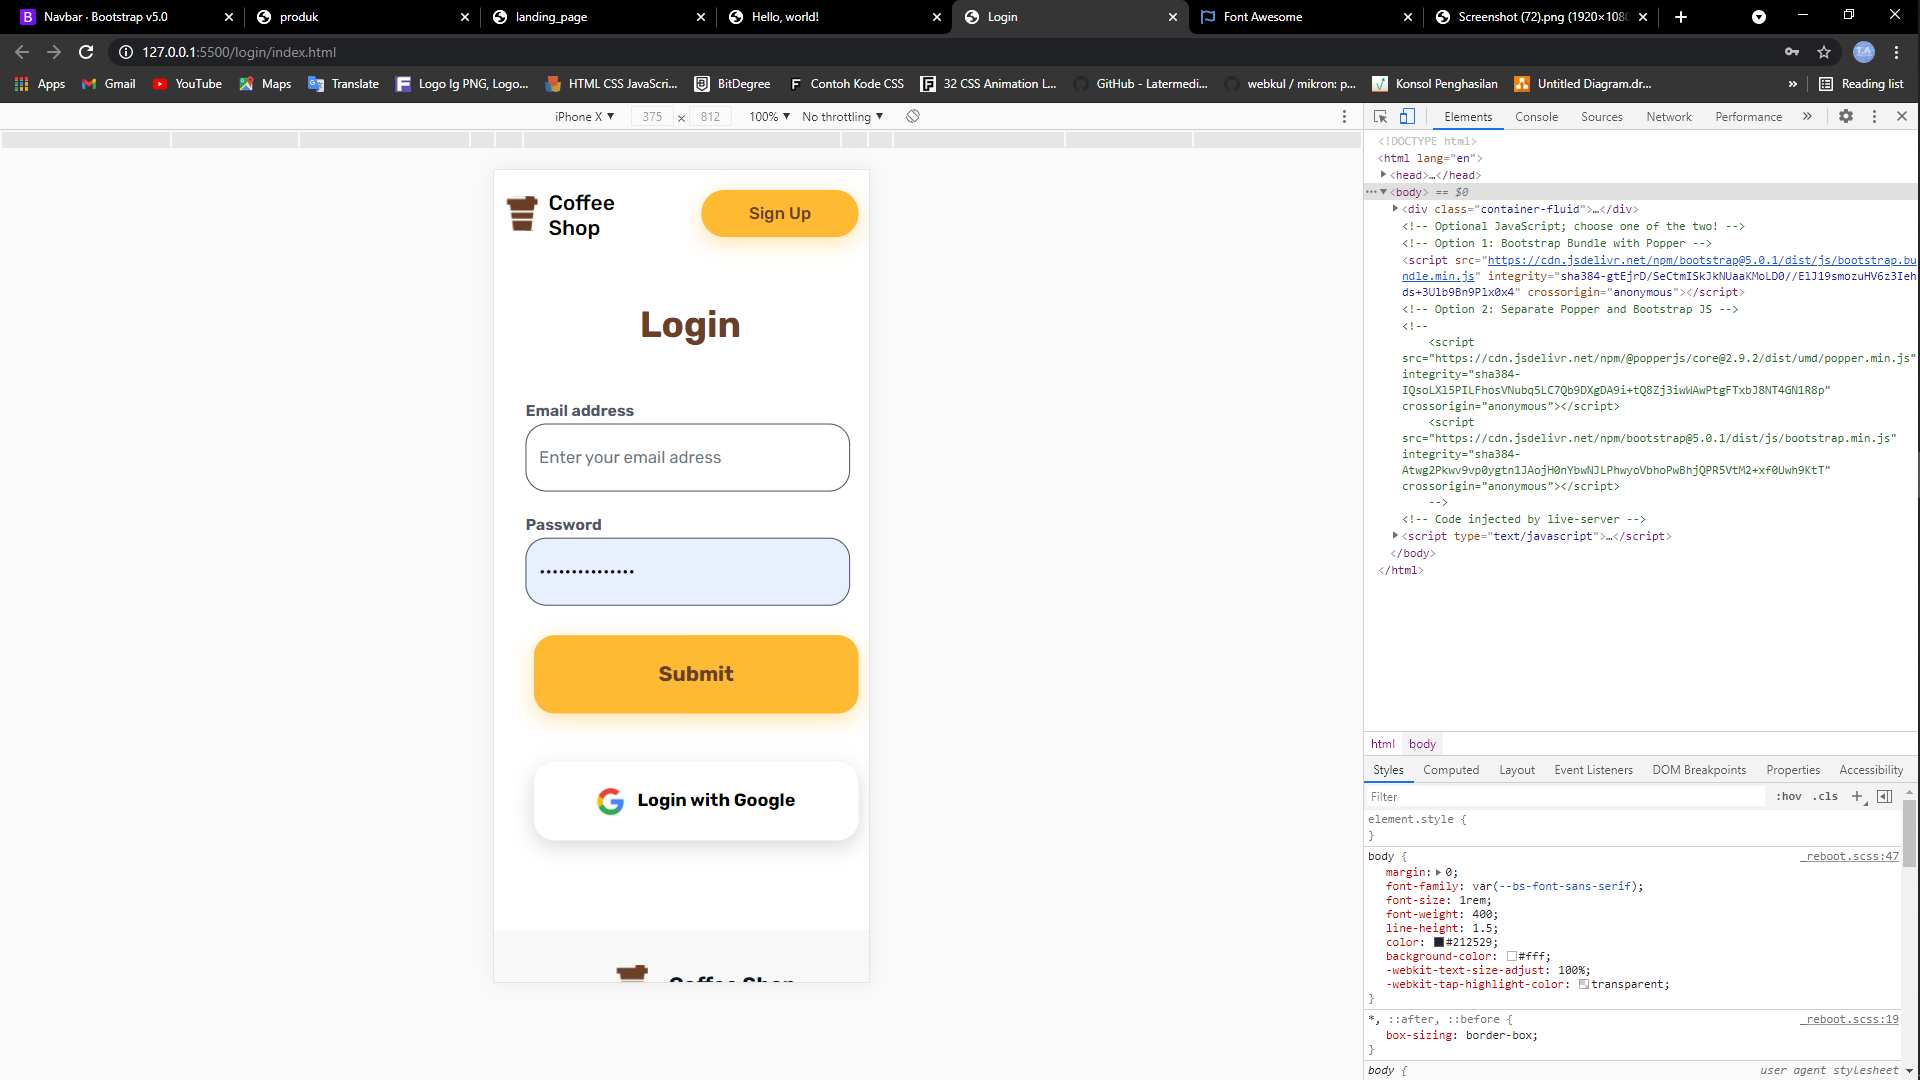 Navbar · Bootstrap v5.0
produk
landing_page
Hello, world!
Login
Font Awesome
Screenshot (72).png (1920×108
127.0.0.1:5500/login/index.html
Apps
Gmail
YouTube
Maps
Translate
Logo Ig PNG, Logo...
HTML CSS JavaScri...
BitDegree
Contoh Kode CSS
32 CSS Animation L...
GitHub - Latermedi...
webkul / mikron: p...
Konsol Penghasilan
Untitled Diagram.dr...
»
Reading list
iPhone X ▼ 375 × 812 100% ▼ No throttling ▼
Coffee
Shop
Sign Up
Login
Email address
Enter your email adress
Password
•••••••••••••••
Submit
Login with Google
Coffee Shop
Elements Console Sources Network Performance »
<!DOCTYPE html>
<html lang="en">
<head>…</head>
<body> == $0
<div class="container-fluid">…</div>
<!-- Optional JavaScript; choose one of the two! -->
<!-- Option 1: Bootstrap Bundle with Popper -->
<script src="https://cdn.jsdelivr.net/npm/bootstrap@5.0.1/dist/js/bootstrap.bu
ndle.min.js" integrity="sha384-gtEjrD/SeCtmISkJkNUaaKMoLD0//ElJ19smozuHV6z3Ieh
ds+3Ulb9Bn9Plx0x4" crossorigin="anonymous"></script>
<!-- Option 2: Separate Popper and Bootstrap JS -->
<!--
<script
src="https://cdn.jsdelivr.net/npm/@popperjs/core@2.9.2/dist/umd/popper.min.js"
integrity="sha384-
IQsoLXl5PILFhosVNubq5LC7Qb9DXgDA9i+tQ8Zj3iwWAwPtgFTxbJ8NT4GN1R8p"
crossorigin="anonymous"></script>
<script
src="https://cdn.jsdelivr.net/npm/bootstrap@5.0.1/dist/js/bootstrap.min.js"
integrity="sha384-
Atwg2Pkwv9vp0ygtn1JAojH0nYbwNJLPhwyoVbhoPwBhjQPR5VtM2+xf0Uwh9KtT"
crossorigin="anonymous"></script>
-->
<!-- Code injected by live-server -->
<script type="text/javascript">…</script>
</body>
</html>
html body
Styles Computed Layout Event Listeners DOM Breakpoints Properties Accessibility
Filter :hov .cls +
element.style {
}
body { _reboot.scss:47
margin: 0;
font-family: var(--bs-font-sans-serif);
font-size: 1rem;
font-weight: 400;
line-height: 1.5;
color: #212529;
background-color: #fff;
-webkit-text-size-adjust: 100%;
-webkit-tap-highlight-color: transparent;
}
*, ::after, ::before { _reboot.scss:19
box-sizing: border-box;
}
body { user agent stylesheet